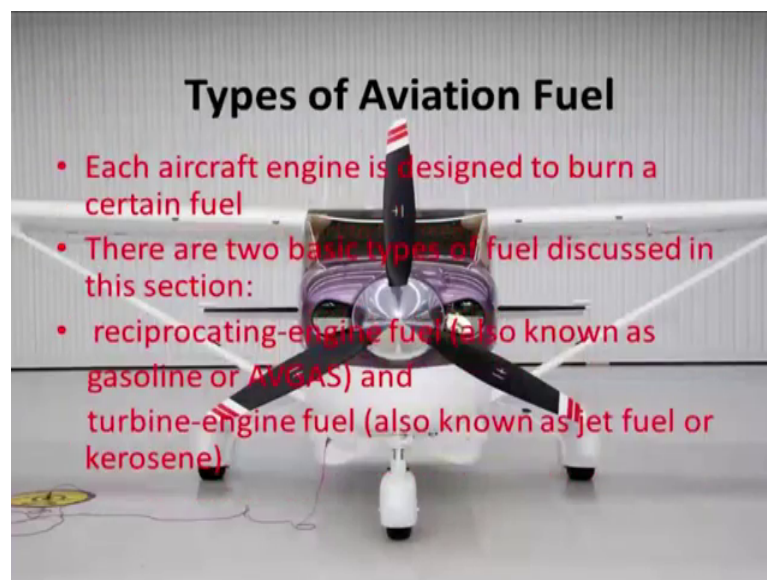 Types of Aviation Fuel
• Each aircraft engine is designed to burn a
certain fuel
• There are two basic types of fuel discussed in
this section:
• reciprocating-engine fuel (also known as
gasoline or AVGAS) and
turbine-engine fuel (also known as jet fuel or
kerosene)